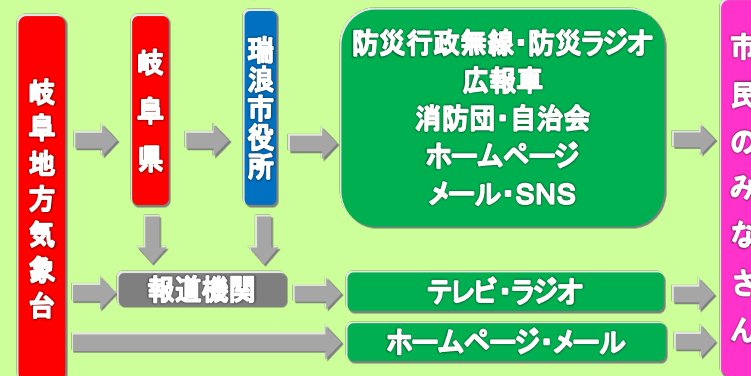 岐阜地方気象台
岐阜県
瑞浪市役所
防災行政無線・防災ラジオ
広報車
消防団・自治会
ホームページ
メール・SNS
報道機関
テレビ・ラジオ
ホームページ・メール
市民のみなさん